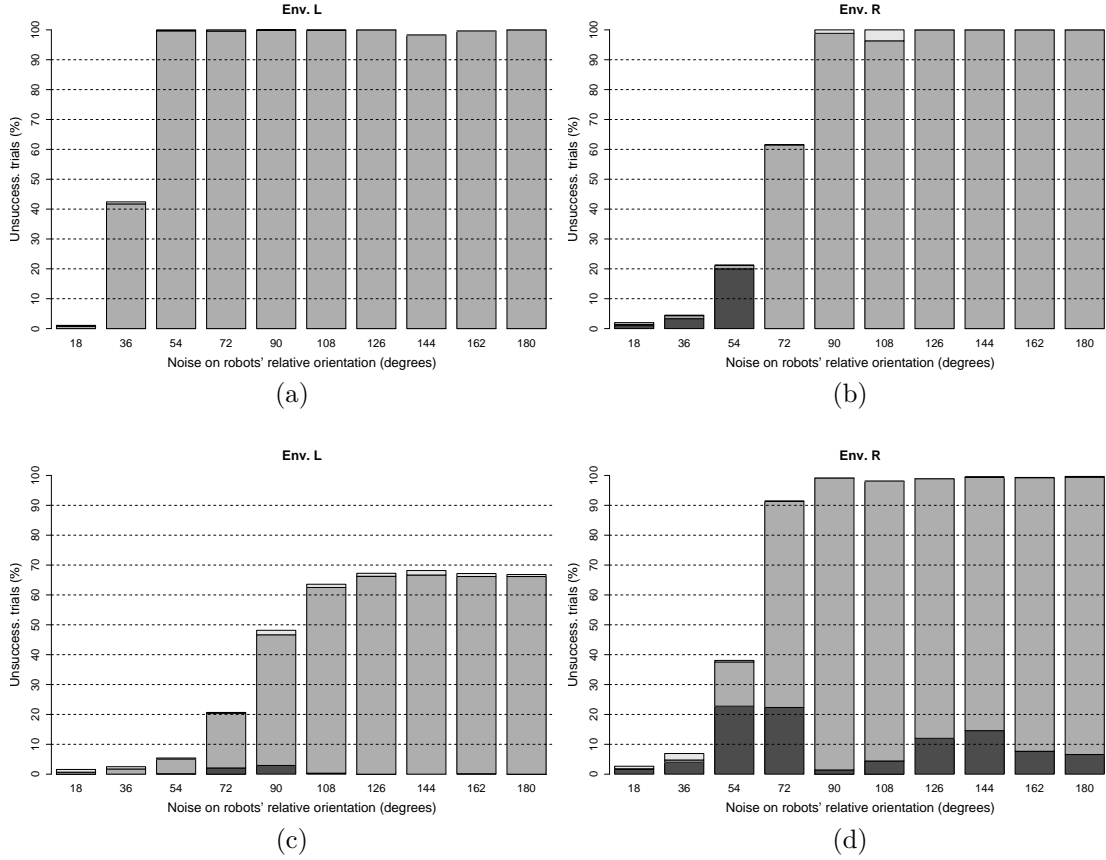 Env. L
Unsuccess. trials (%)
0 10 20 30 40 50 60 70 80 90 100
18 36 54 72 90 108 126 144 162 180
Noise on robots' relative orientation (degrees)
(a)
Env. R
Unsuccess. trials (%)
0 10 20 30 40 50 60 70 80 90 100
18 36 54 72 90 108 126 144 162 180
Noise on robots' relative orientation (degrees)
(b)
Env. L
Unsuccess. trials (%)
0 10 20 30 40 50 60 70 80 90 100
18 36 54 72 90 108 126 144 162 180
Noise on robots' relative orientation (degrees)
(c)
Env. R
Unsuccess. trials (%)
0 10 20 30 40 50 60 70 80 90 100
18 36 54 72 90 108 126 144 162 180
Noise on robots' relative orientation (degrees)
(d)